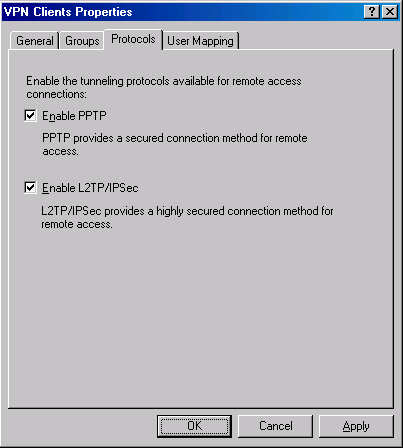 VPN Clients Properties
General Groups Protocols User Mapping
Enable the tunneling protocols available for remote access
connections:
Enable PPTP
PPTP provides a secured connection method for remote
access.
Enable L2TP/IPSec
L2TP/IPSec provides a highly secured connection method for
remote access.
OK Cancel Apply